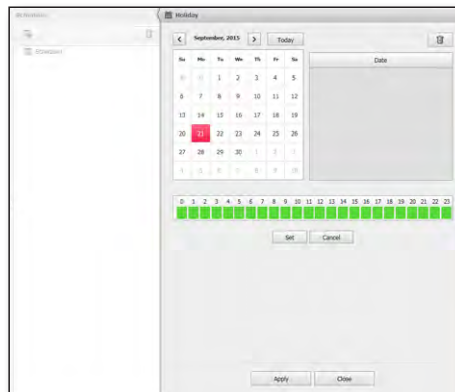 Holiday
< September, 2015 > Today
Date
Su Mo Tu We Th Fr Sa
1 2 3 4 5
6 7 8 9 10 11 12
13 14 15 16 17 18 19
20 21 22 23 24 25 26
27 28 29 30 1 2 3
4 5 6 7 8 9 10
0 1 2 3 4 5 6 7 8 9 10 11 12 13 14 15 16 17 18 19 20 21 22 23
Set Cancel
Apply Close